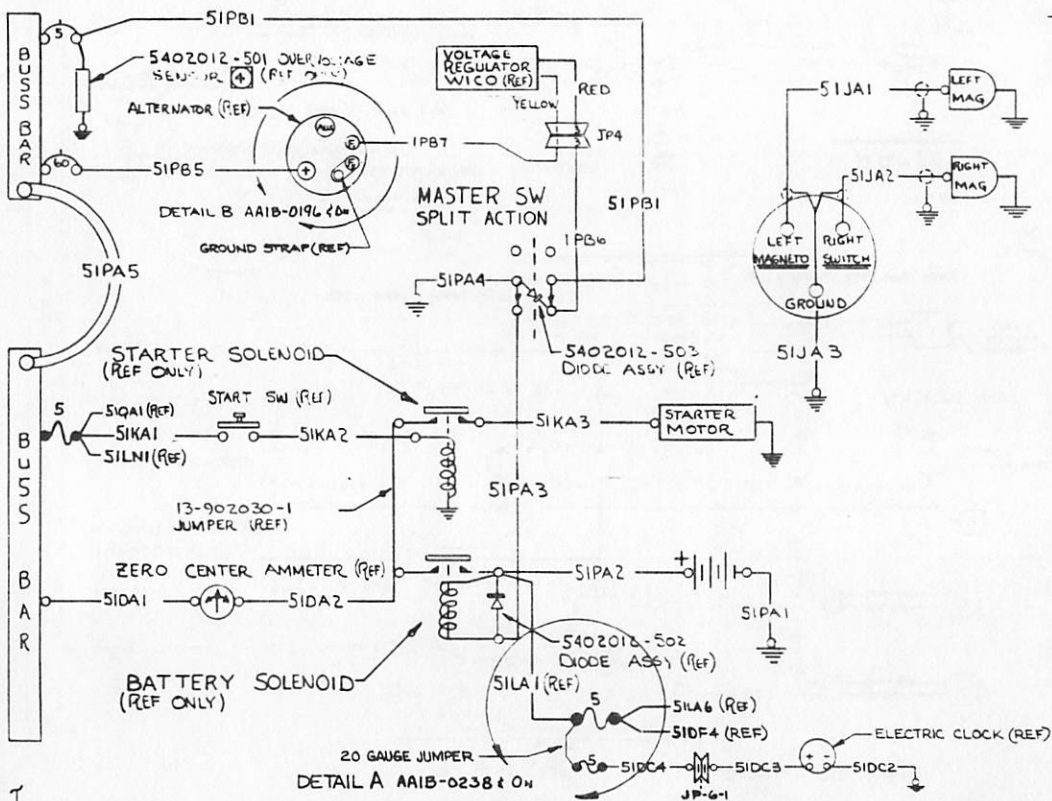 BUSS BAR
5
51PB1
5402012-501 OVERVOLTAGE
SENSOR 4 (REF ONLY)
ALTERNATOR (REF)
AUX
F
G
+
1PB7
60
51PB5
DETAIL B AA1B-0196 & ON
GROUND STRAP (REF)
51PA5
VOLTAGE
REGULATOR
WICO (REF)
YELLOW
RED
JP4
MASTER SW
SPLIT ACTION
51PB1
1PB6
51PA4
5402012-503
DIODE ASSY (REF)
51JA1
LEFT
MAG
51JA2
RIGHT
MAG
LEFT RIGHT
MAGNETO SWITCH
GROUND
51JA3
BUSS BAR
STARTER SOLENOID
(REF ONLY)
START SW (REF)
5
51QA1 (REF)
51KA1
51LN1 (REF)
51KA2
51KA3
STARTER
MOTOR
13-902030-1
JUMPER (REF)
51PA3
ZERO CENTER AMMETER (REF)
51DA1
51DA2
51PA2
+
51PA1
5402012-502
DIODE ASSY (REF)
BATTERY SOLENOID
(REF ONLY)
51LA1 (REF)
5
51LA6 (REF)
51DF4 (REF)
ELECTRIC CLOCK (REF)
20 GAUGE JUMPER
5
51DC4
JP-6-1
51DC3
+ -
51DC2
DETAIL A AA1B-0238 & ON